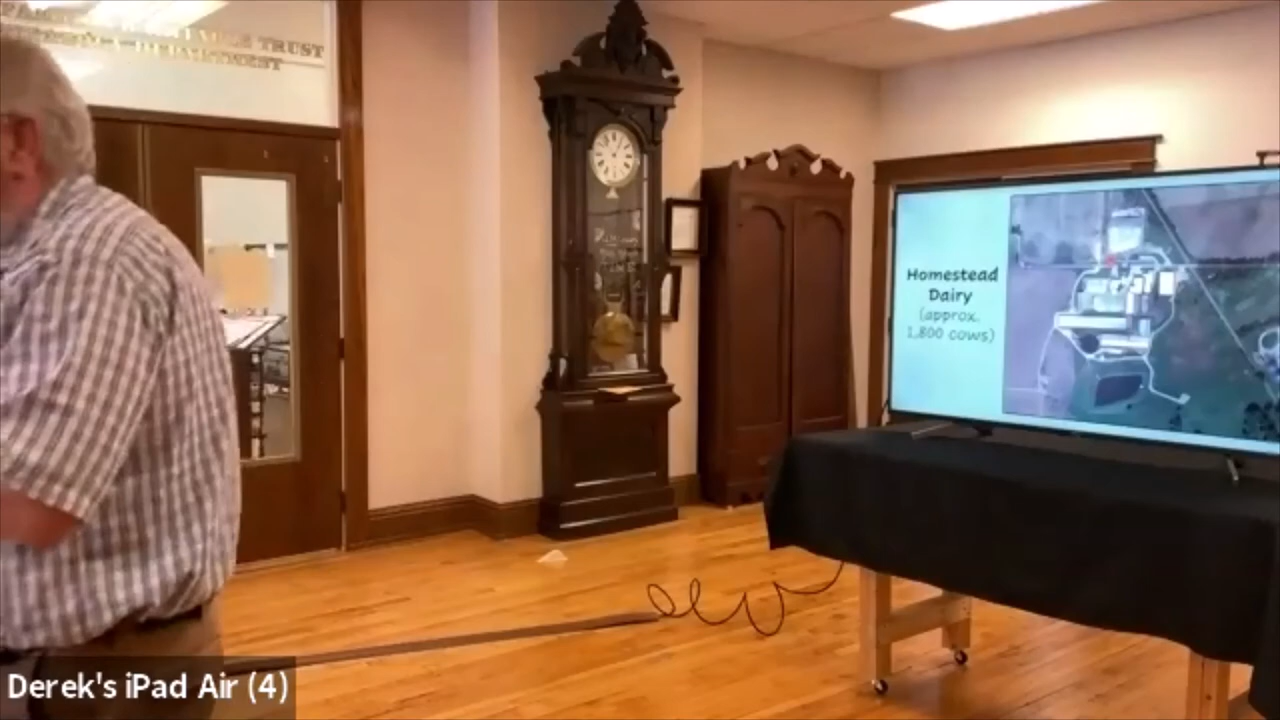 TRUST
DEPARTMENT
Homestead
Dairy
(approx.
1,800 cows)
Derek's iPad Air (4)